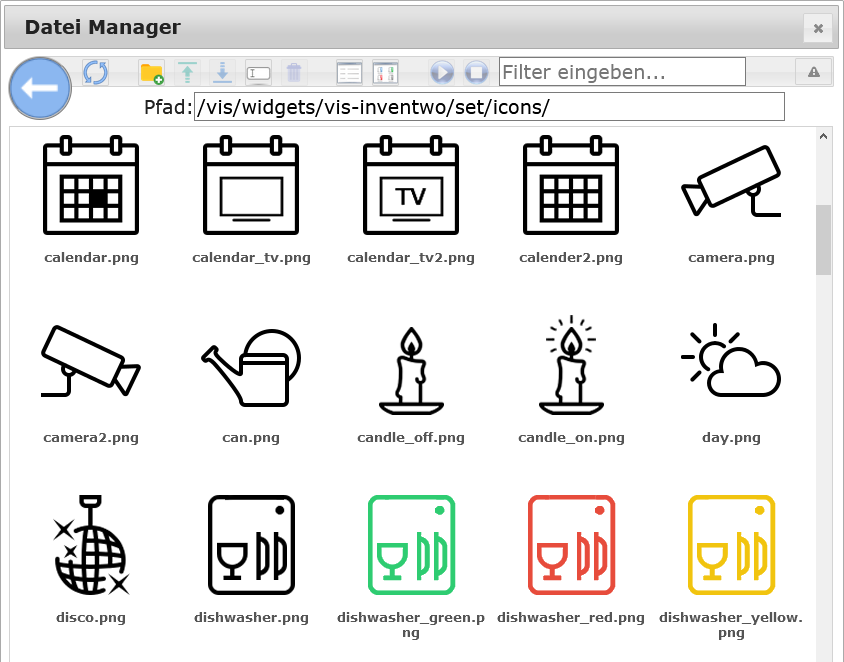 Datei Manager
Filter eingeben...
Pfad: /vis/widgets/vis-inventwo/set/icons/
TV
calendar.png calendar_tv.png calendar_tv2.png calender2.png camera.png
camera2.png can.png candle_off.png candle_on.png day.png
disco.png dishwasher.png dishwasher_green.p dishwasher_red.png dishwasher_yellow.
ng png